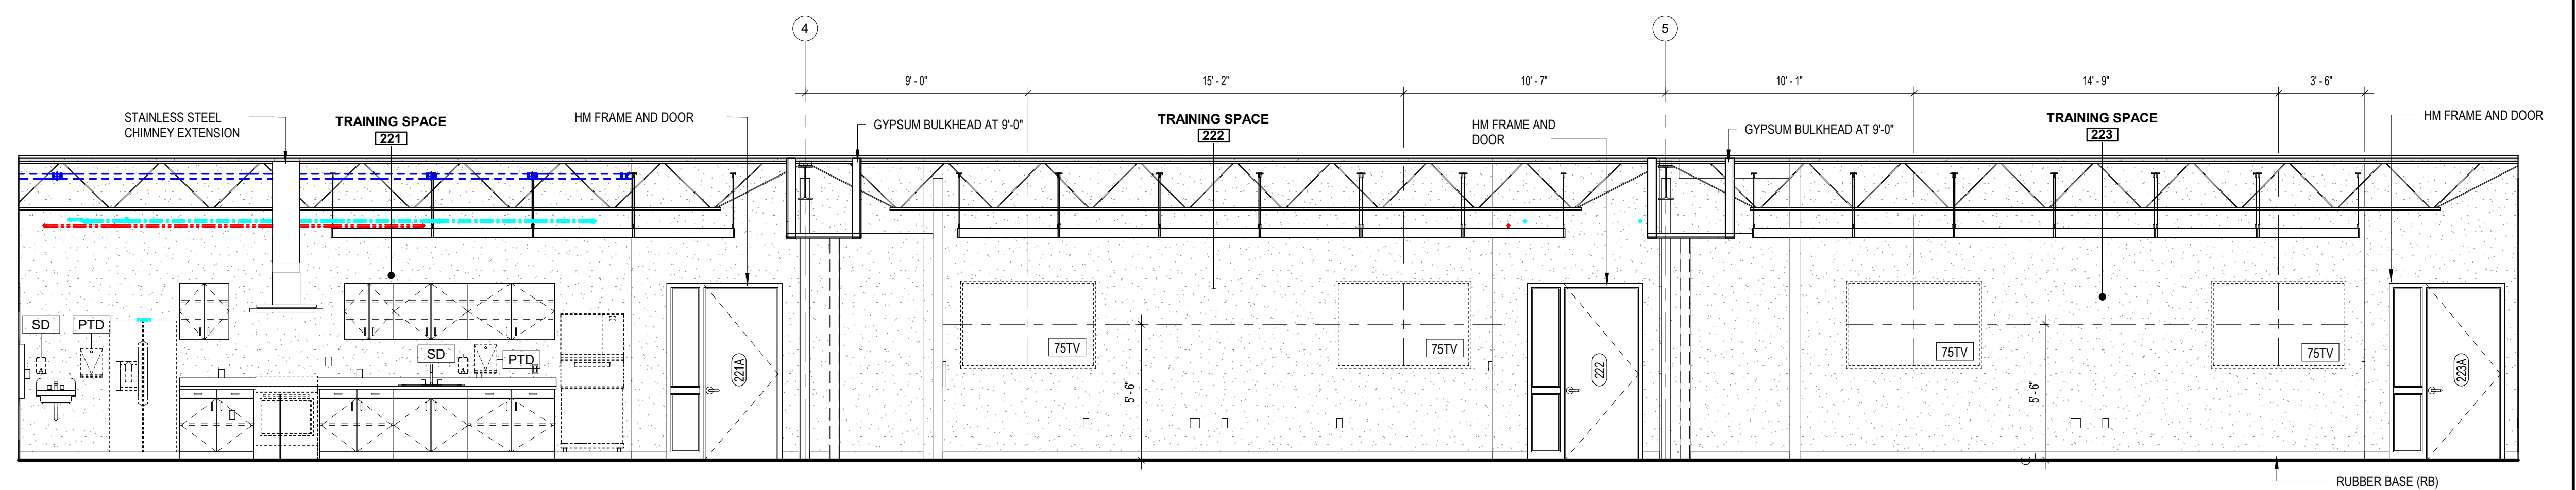 4
5
9' - 0"
15' - 2"
10' - 7"
10' - 1"
14' - 9"
3' - 6"
STAINLESS STEEL
CHIMNEY EXTENSION
TRAINING SPACE
221
HM FRAME AND DOOR
GYPSUM BULKHEAD AT 9'-0"
TRAINING SPACE
222
HM FRAME AND
DOOR
GYPSUM BULKHEAD AT 9'-0"
TRAINING SPACE
223
HM FRAME AND DOOR
SD
PTD
SD
PTD
221A
75TV
75TV
222
75TV
75TV
223A
5' - 6"
5' - 6"
RUBBER BASE (RB)